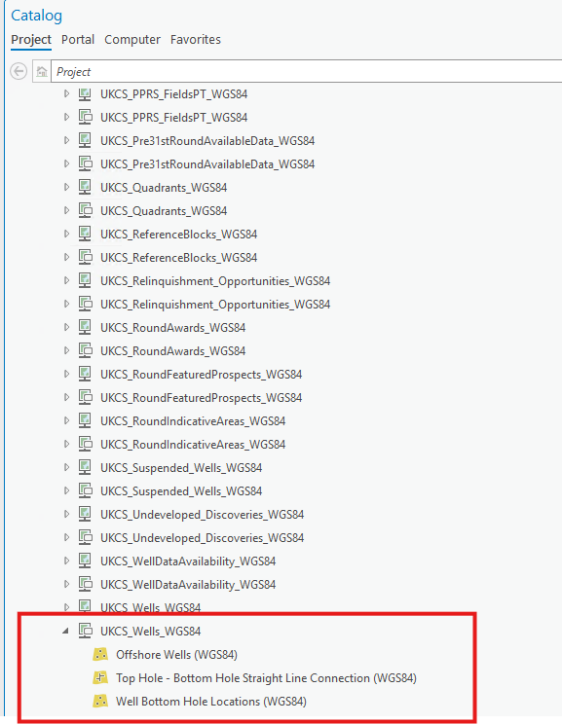 Catalog
Project Portal Computer Favorites
Project
UKCS_PPRS_FieldsPT_WGS84
UKCS_PPRS_FieldsPT_WGS84
UKCS_Pre31stRoundAvailableData_WGS84
UKCS_Pre31stRoundAvailableData_WGS84
UKCS_Quadrants_WGS84
UKCS_Quadrants_WGS84
UKCS_ReferenceBlocks_WGS84
UKCS_ReferenceBlocks_WGS84
UKCS_Relinquishment_Opportunities_WGS84
UKCS_Relinquishment_Opportunities_WGS84
UKCS_RoundAwards_WGS84
UKCS_RoundAwards_WGS84
UKCS_RoundFeaturedProspects_WGS84
UKCS_RoundFeaturedProspects_WGS84
UKCS_RoundIndicativeAreas_WGS84
UKCS_RoundIndicativeAreas_WGS84
UKCS_Suspended_Wells_WGS84
UKCS_Suspended_Wells_WGS84
UKCS_Undeveloped_Discoveries_WGS84
UKCS_Undeveloped_Discoveries_WGS84
UKCS_WellDataAvailability_WGS84
UKCS_WellDataAvailability_WGS84
UKCS_Wells_WGS84
UKCS_Wells_WGS84
Offshore Wells (WGS84)
Top Hole - Bottom Hole Straight Line Connection (WGS84)
Well Bottom Hole Locations (WGS84)